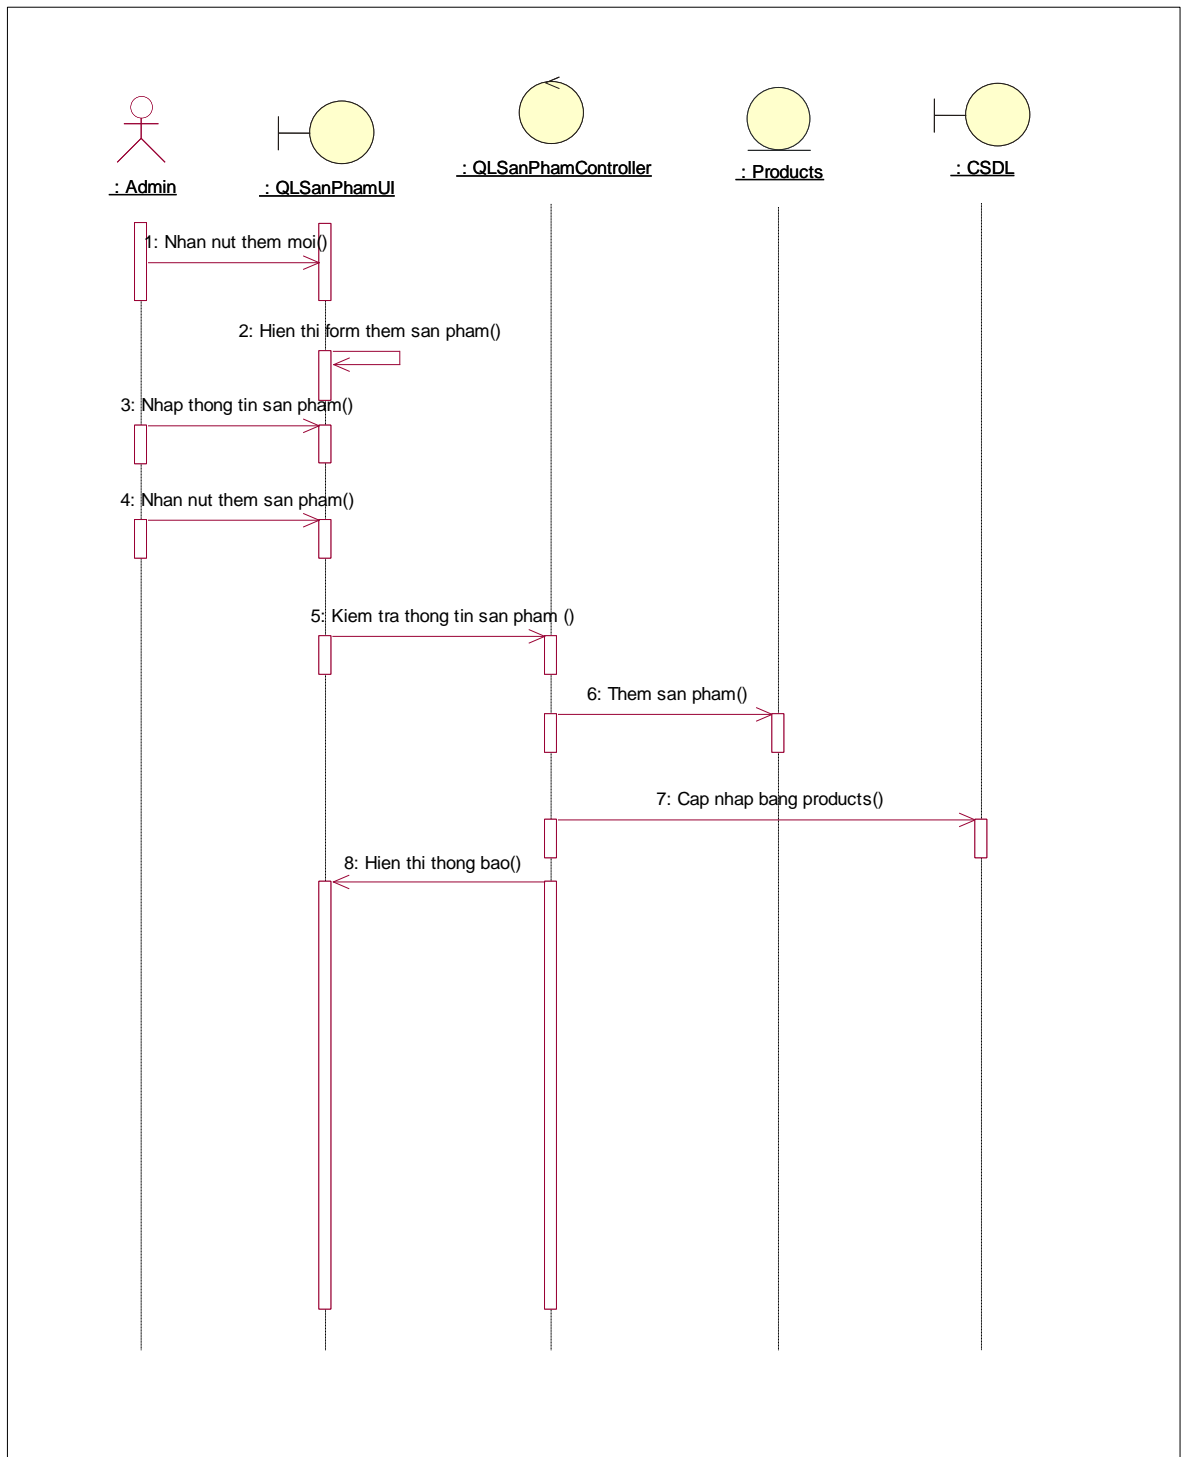 : Admin
: QLSanPhamUI
: QLSanPhamController
: Products
: CSDL
1: Nhan nut them moi()
2: Hien thi form them san pham()
3: Nhap thong tin san pham()
4: Nhan nut them san pham()
5: Kiem tra thong tin san pham ()
6: Them san pham()
7: Cap nhap bang products()
8: Hien thi thong bao()